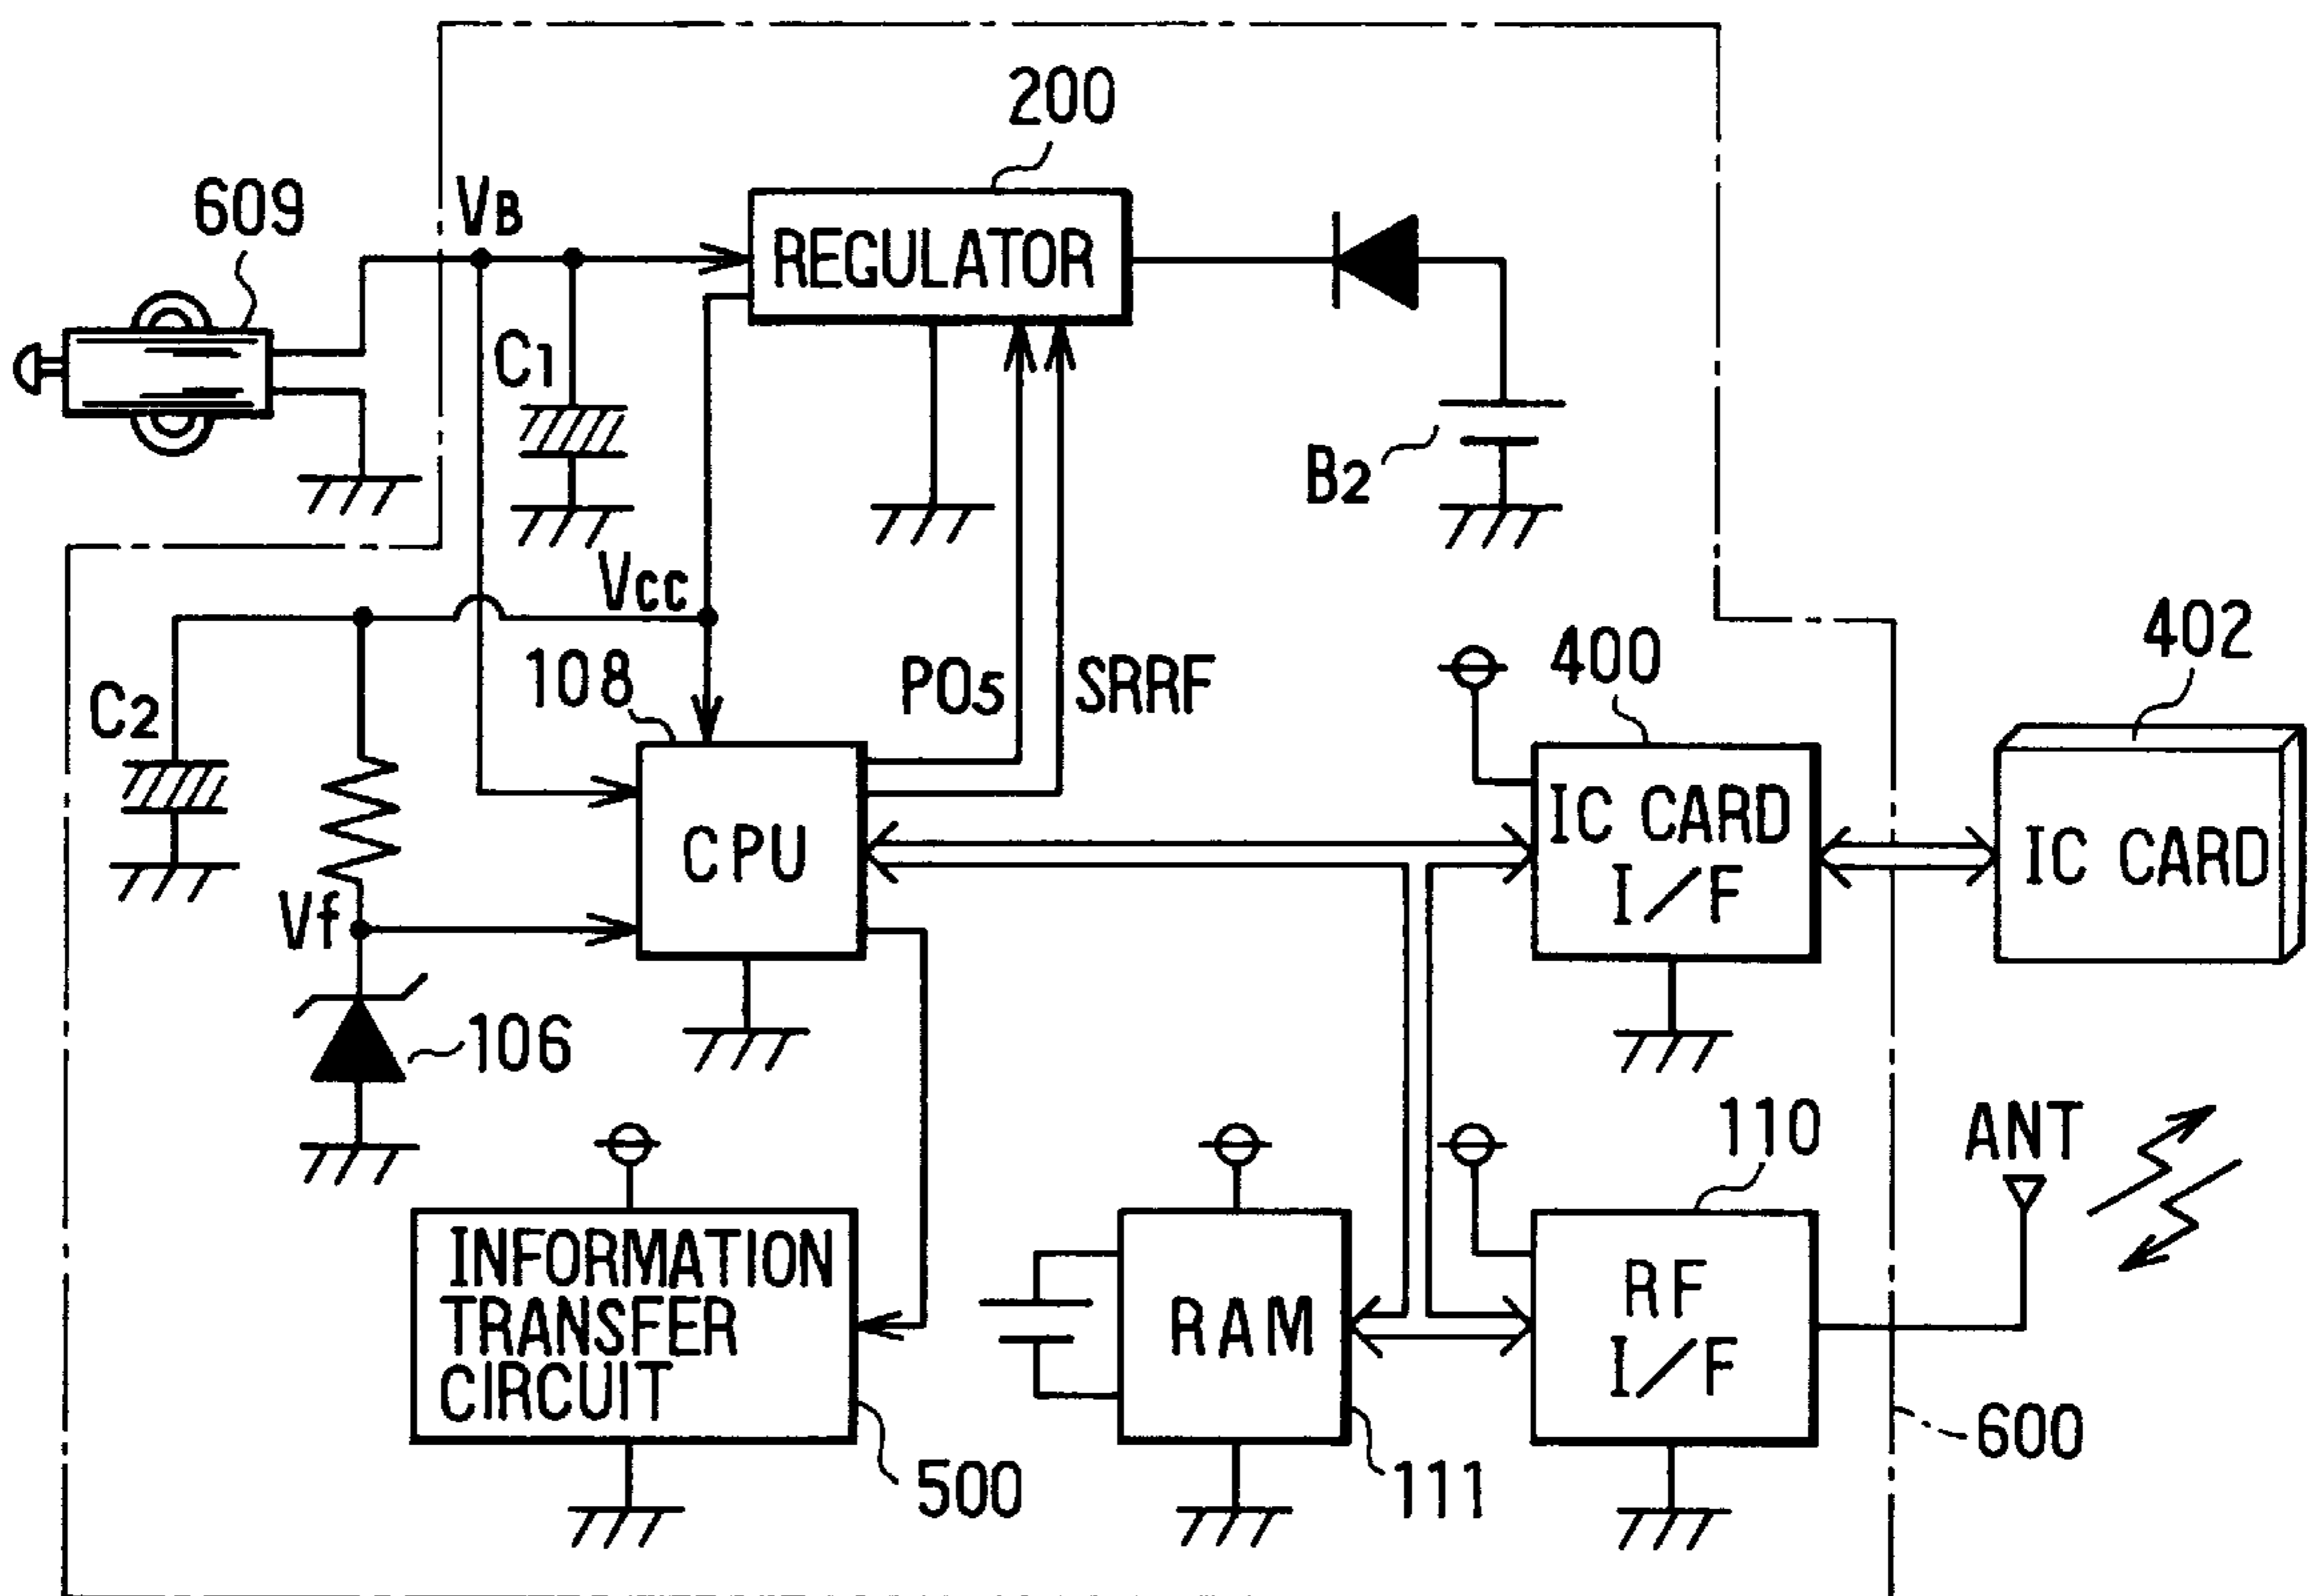 200
609
VB
REGULATOR
C1
B2
Vcc
402
400
108
PO5
SRRF
C2
IC CARD
I/F
IC CARD
CPU
Vf
106
110
ANT
INFORMATION
TRANSFER
CIRCUIT
RAM
RF
I/F
600
500
111